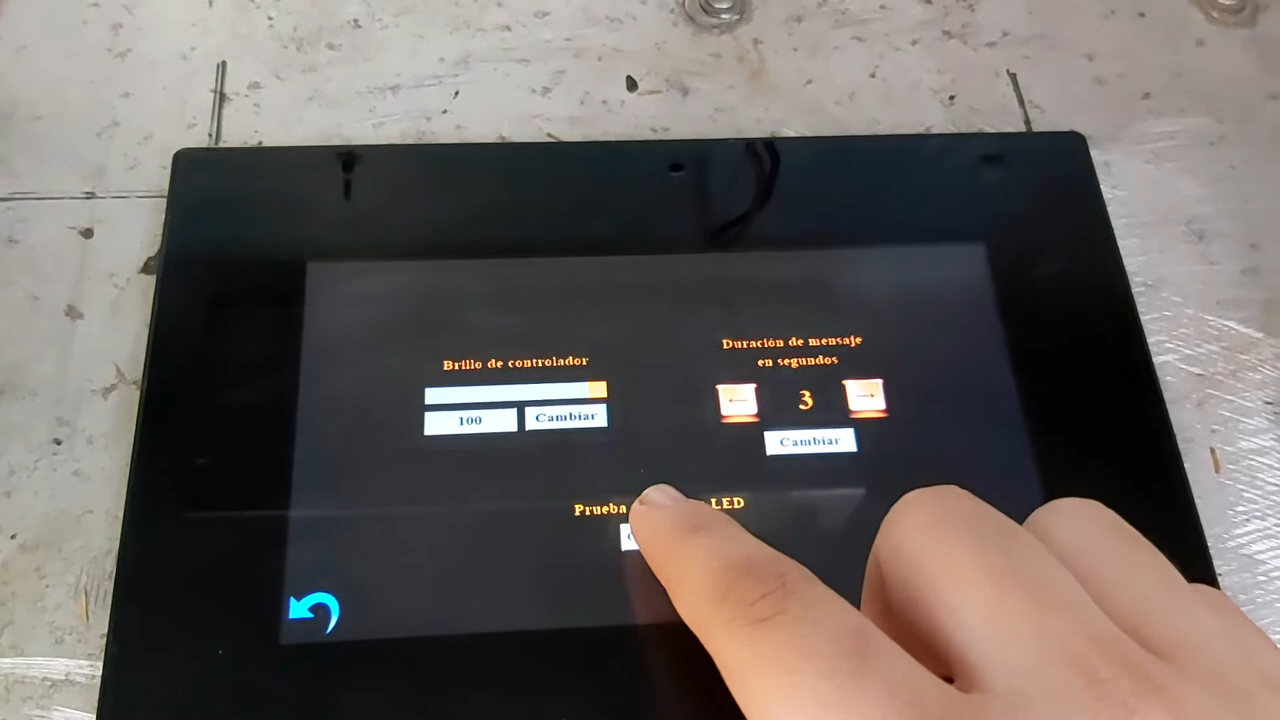 Brillo de controlador
100
Cambiar
Duración de mensaje
en segundos
3
Cambiar
Prueba LED